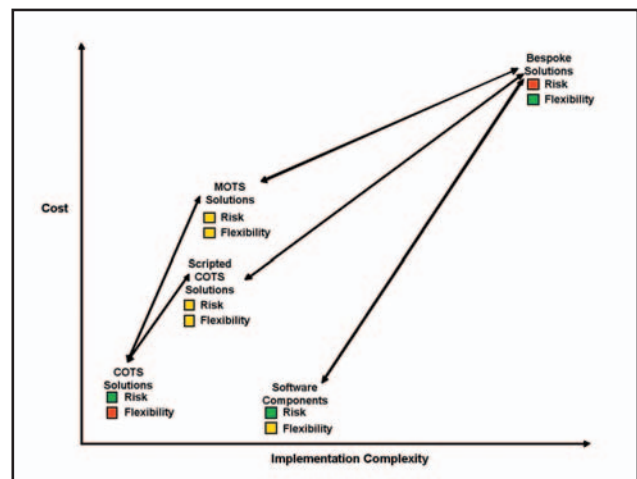 Bespoke
Solutions
Risk
Flexibility
MOTS
Solutions
Risk
Flexibility
Cost
Scripted
COTS
Solutions
Risk
Flexibility
COTS
Solutions
Risk
Flexibility
Software
Components
Risk
Flexibility
Implementation Complexity